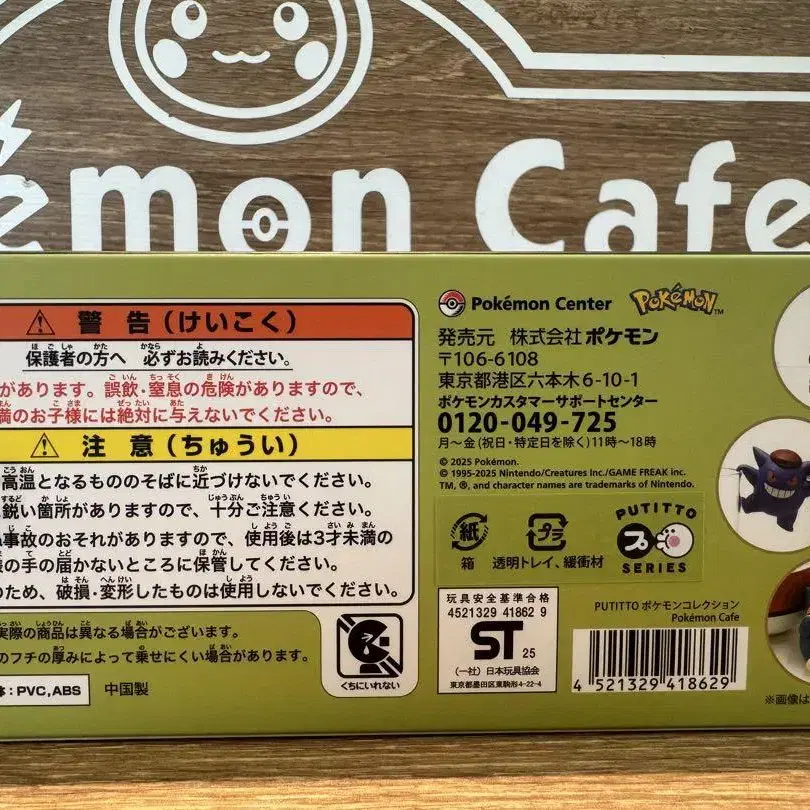 émon Cafe
警 告 (けいこく)
保護者の方へ 必ずお読みください。
があります。誤飲・窒息の危険がありますので、
満のお子様には絶対に与えないでください。
注 意 (ちゅうい)
高温となるもののそばに近づけないでください。
鋭い箇所がありますので、十分ご注意ください。
事故のおそれがありますので、使用後は3才未満の
の手の届かないところに保管してください。
のため、破損・変形したものは使用しないでください。
実際の商品は異なる場合がございます。
のフチの厚みによって乗せにくい場合があります。
:PVC,ABS 中国製
くちにいれない
Pokémon Center POKÉMON™
発売元 株式会社ポケモン
〒106-6108
東京都港区六本木6-10-1
ポケモンカスタマーサポートセンター
0120-049-725
月～金(祝日・特定日を除く)11時～18時
© 2025 Pokémon.
© 1995-2025 Nintendo/Creatures Inc./GAME FREAK inc.
TM, ®, and character names are trademarks of Nintendo.
紙
箱
プラ
透明トレイ、緩衝材
PUTITTO
プ
SERIES
玩具安全基準合格
4521329 41862 9
ST 25
(一社)日本玩具協会
東京都墨田区東駒形4-22-4
PUTITTO ポケモンコレクション
Pokémon Cafe
4 521329 418629
※画像は